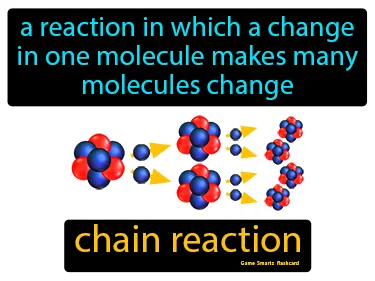 a reaction in which a change
in one molecule makes many
molecules change
chain reaction
Game Smartz flashcard